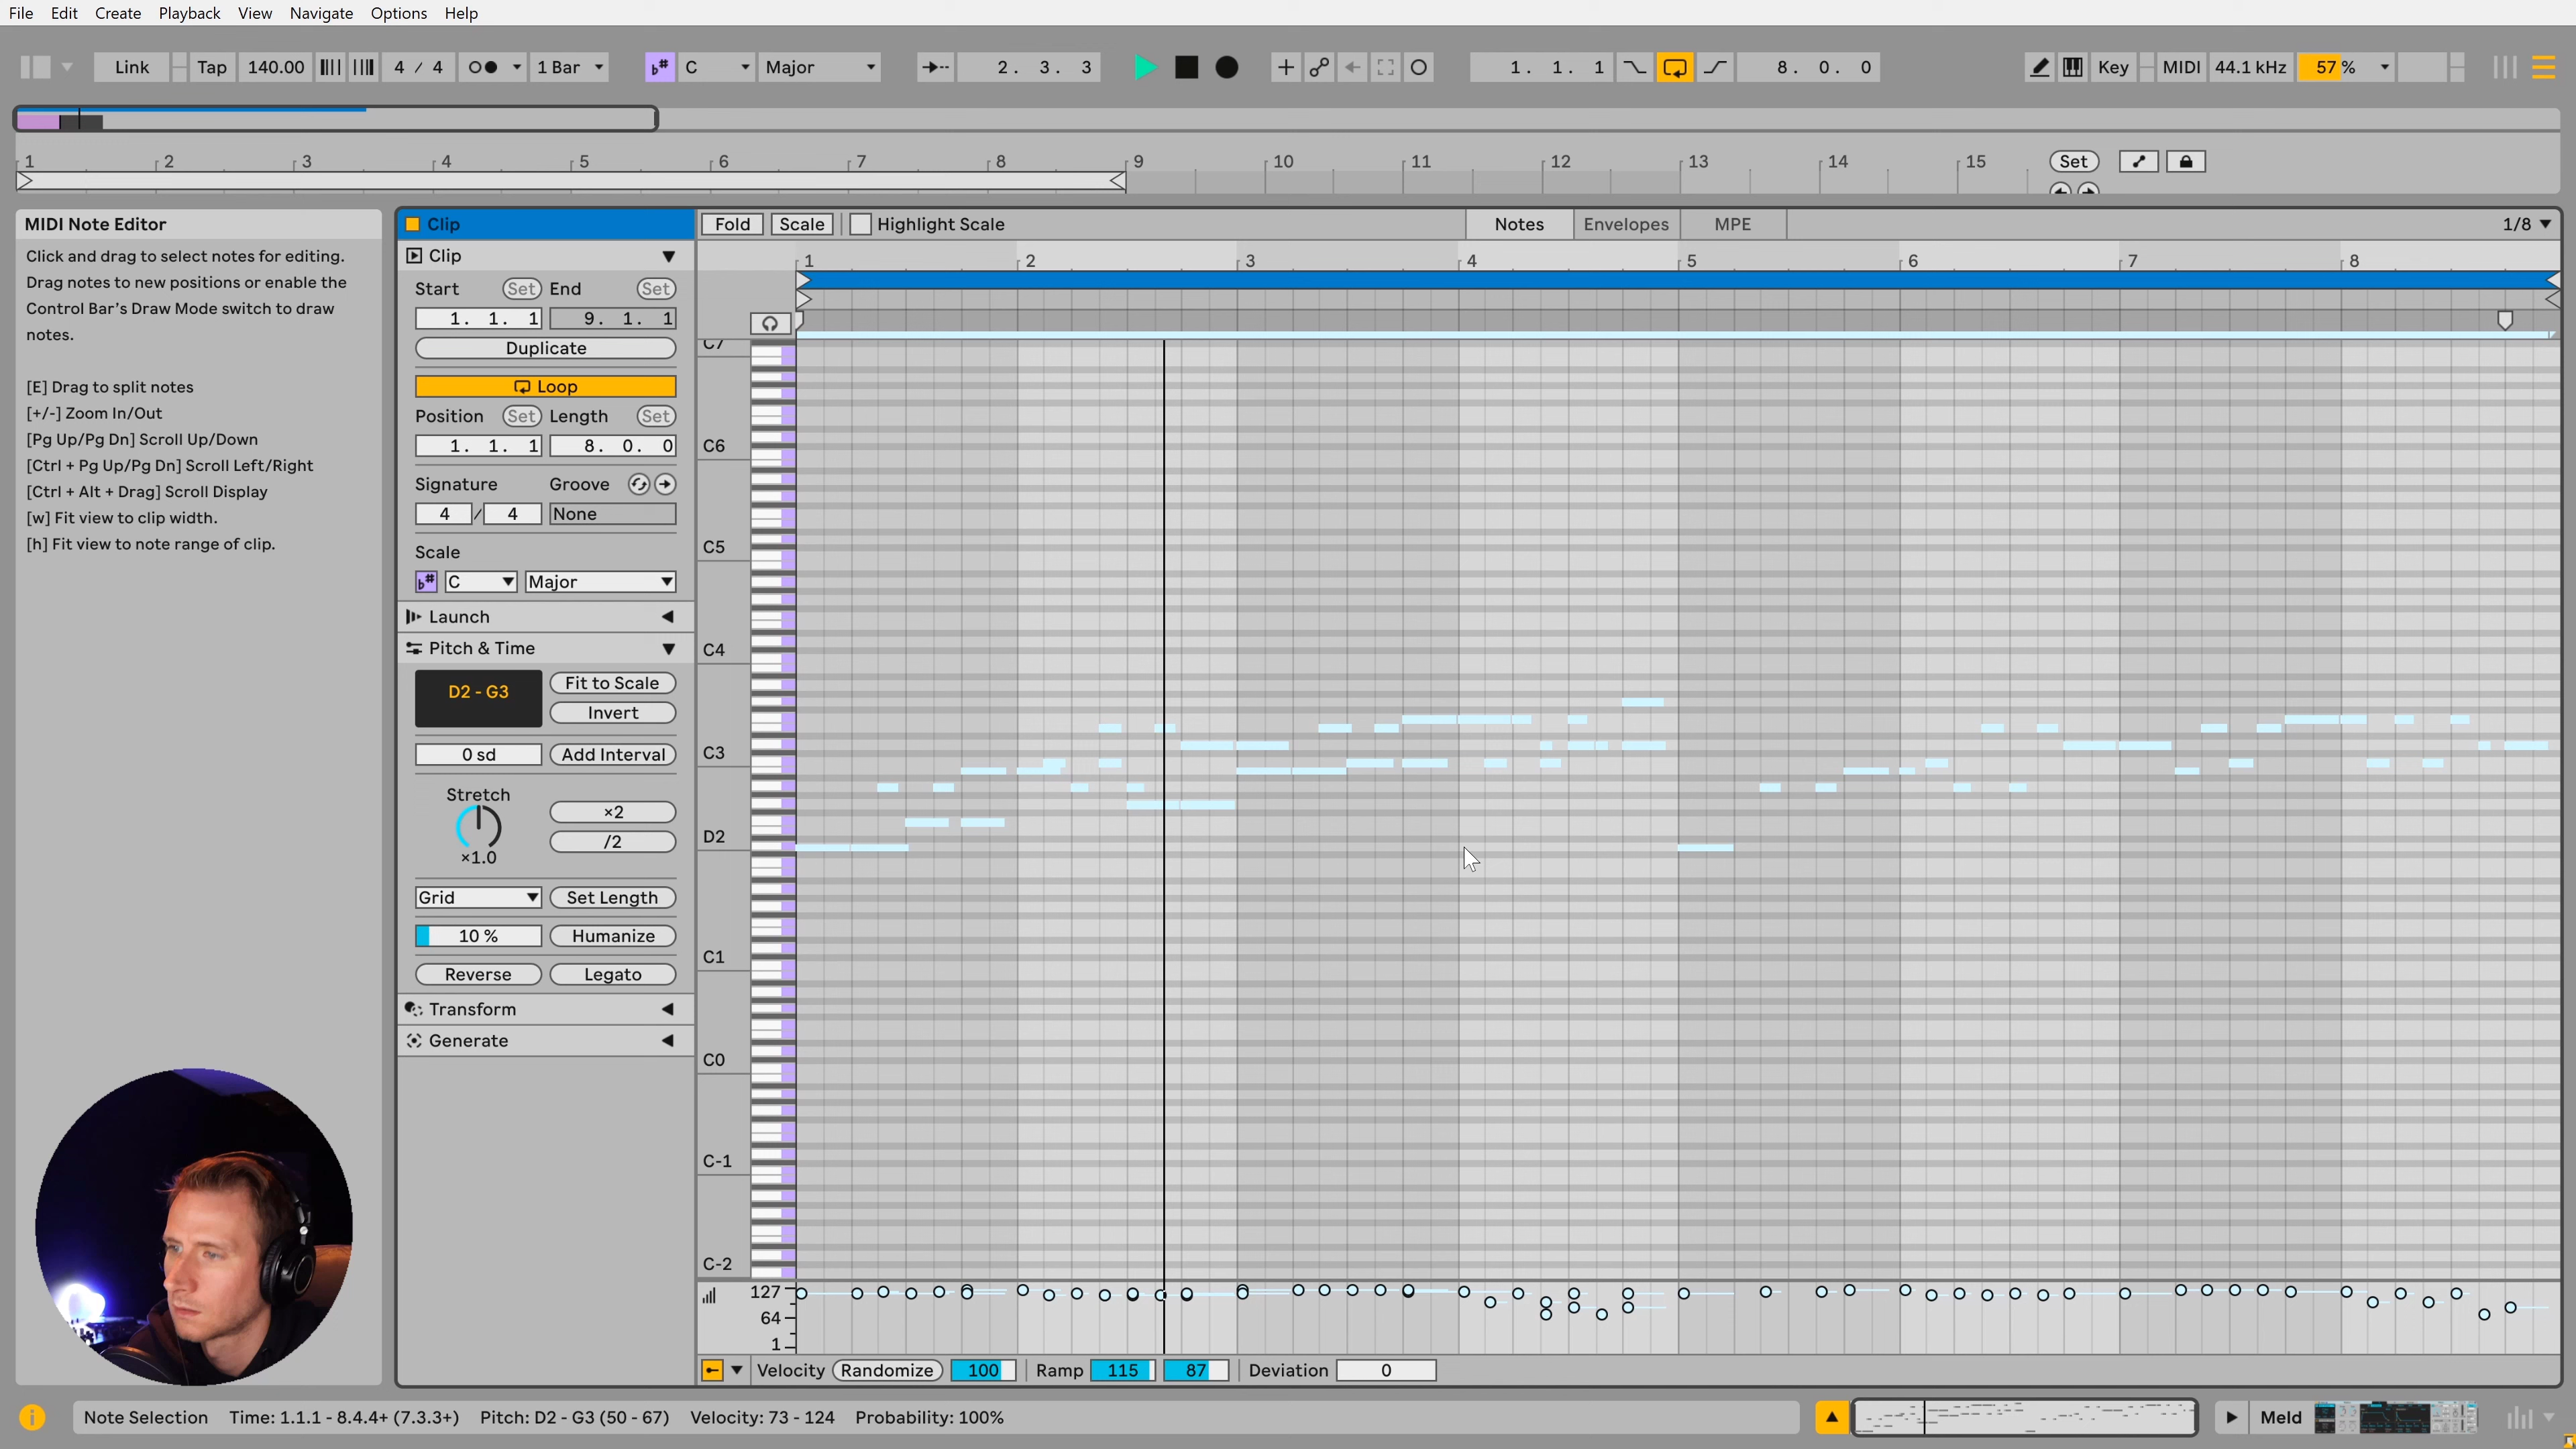 File Edit Create Playback View Navigate Options Help
Link Tap 140.00 4 / 4 1 Bar C Major 2. 3. 3 1. 1. 1 8. 0. 0 Key MIDI 44.1 kHz 57 %
1 2 3 4 5 6 7 8 9 10 11 12 13 14 15 Set
MIDI Note Editor
Click and drag to select notes for editing.
Drag notes to new positions or enable the
Control Bar's Draw Mode switch to draw
notes.
[E] Drag to split notes
[+/-] Zoom In/Out
[Pg Up/Pg Dn] Scroll Up/Down
[Ctrl + Pg Up/Pg Dn] Scroll Left/Right
[Ctrl + Alt + Drag] Scroll Display
[w] Fit view to clip width.
[h] Fit view to note range of clip.
Clip
Clip
Start Set End Set
1. 1. 1 9. 1. 1
Duplicate
Loop
Position Set Length Set
1. 1. 1 8. 0. 0
Signature Groove
4 / 4 None
Scale
C Major
Launch
Pitch & Time
D2 - G3 Fit to Scale
Invert
0 sd Add Interval
Stretch
×2
/2
×1.0
Grid Set Length
10 % Humanize
Reverse Legato
Transform
Generate
Fold Scale Highlight Scale Notes Envelopes MPE 1/8
1 2 3 4 5 6 7 8
C7
C6
C5
C4
C3
D2
C1
C0
C-1
C-2
127
64
1
Velocity Randomize 100 Ramp 115 87 Deviation 0
Note Selection Time: 1.1.1 - 8.4.4+ (7.3.3+) Pitch: D2 - G3 (50 - 67) Velocity: 73 - 124 Probability: 100% Meld